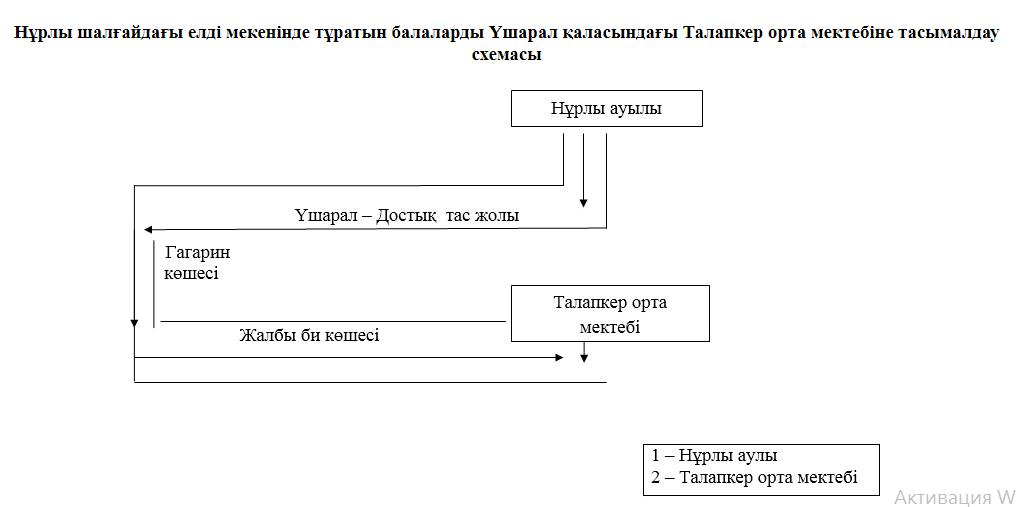 Нұрлы шалғайдағы елді мекенінде тұратын балаларды Үшарал қаласындағы Талапкер орта мектебіне тасымалдау
схемасы
Нұрлы ауылы
Үшарал – Достық тас жолы
Гагарин
көшесі
Талапкер орта
мектебі
Жалбы би көшесі
1 – Нұрлы аулы
2 – Талапкер орта мектебі
Активация W